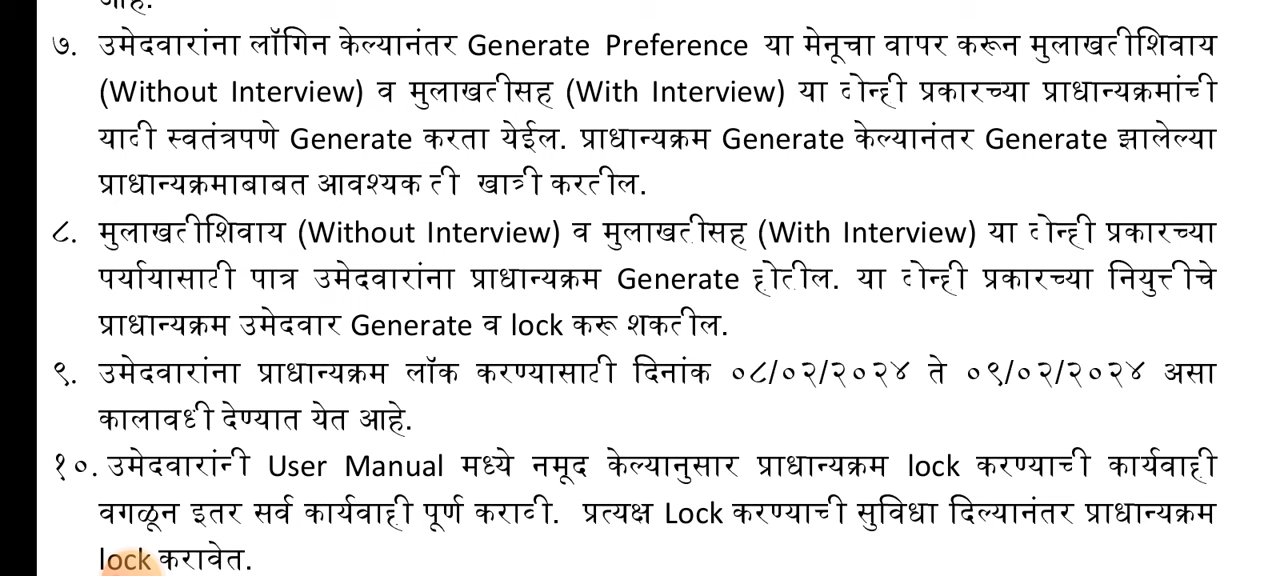 आहे.
७. उमेदवारांना लॉगिन केल्यानंतर Generate Preference या मेनूचा वापर करून मुलाखतीशिवाय
(Without Interview) व मुलाखतीसह (With Interview) या दोन्ही प्रकारच्या प्राधान्यक्रमांची
यादी स्वतंत्रपणे Generate करता येईल. प्राधान्यक्रम Generate केल्यानंतर Generate झालेल्या
प्राधान्यक्रमाबाबत आवश्यक ती खात्री करतील.
८. मुलाखतीशिवाय (Without Interview) व मुलाखतीसह (With Interview) या दोन्ही प्रकारच्या
पर्यायासाठी पात्र उमेदवारांना प्राधान्यक्रम Generate होतील. या दोन्ही प्रकारच्या नियुक्तीचे
प्राधान्यक्रम उमेदवार Generate व lock करू शकतील.
९. उमेदवारांना प्राधान्यक्रम लॉक करण्यासाठी दिनांक ०८/०२/२०२४ ते ०९/०२/२०२४ असा
कालावधी देण्यात येत आहे.
१०. उमेदवारांनी User Manual मध्ये नमूद केल्यानुसार प्राधान्यक्रम lock करण्याची कार्यवाही
वगळून इतर सर्व कार्यवाही पूर्ण करावी. प्रत्यक्ष Lock करण्याची सुविधा दिल्यानंतर प्राधान्यक्रम
lock करावेत.